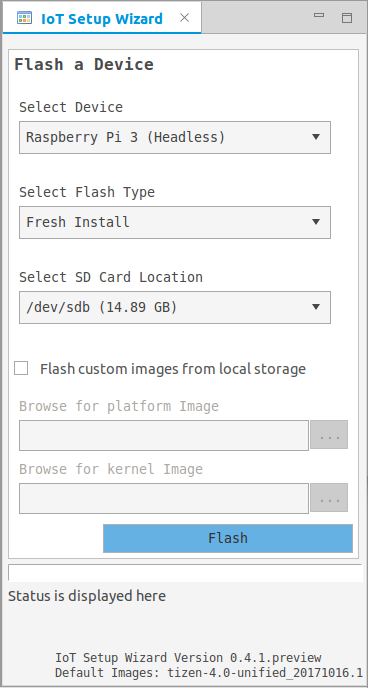 IoT Setup Wizard
Flash a Device
Select Device
Raspberry Pi 3 (Headless)
Select Flash Type
Fresh Install
Select SD Card Location
/dev/sdb (14.89 GB)
Flash custom images from local storage
Browse for platform Image
...
Browse for kernel Image
...
Flash
Status is displayed here
IoT Setup Wizard Version 0.4.1.preview
Default Images: tizen-4.0-unified_20171016.1